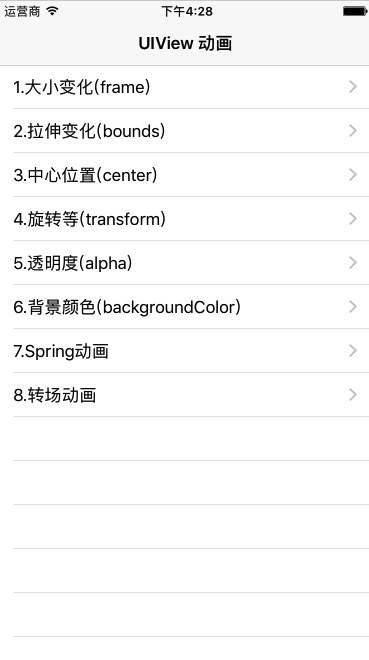 运营商 下午4:28
UIView 动画
1.大小变化(frame)
2.拉伸变化(bounds)
3.中心位置(center)
4.旋转等(transform)
5.透明度(alpha)
6.背景颜色(backgroundColor)
7.Spring动画
8.转场动画